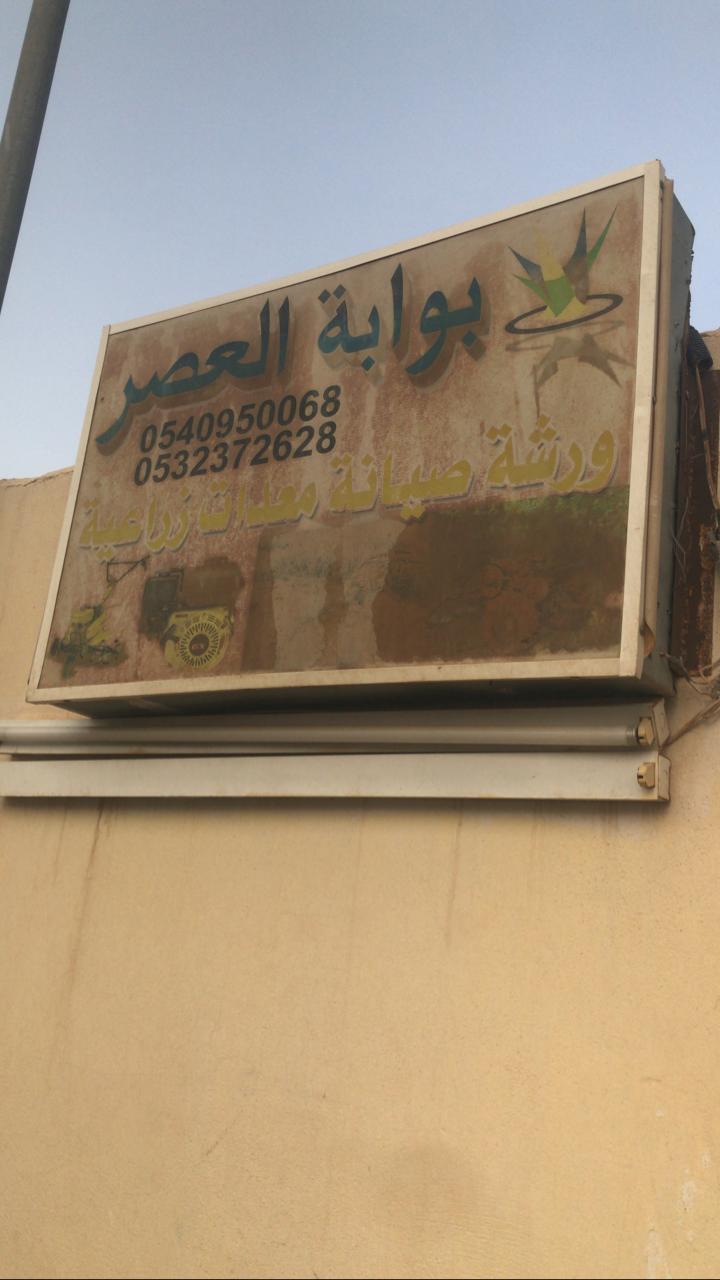 بوابة العصر
0540950068
0532372628
ورشة صيانة معدات زراعية